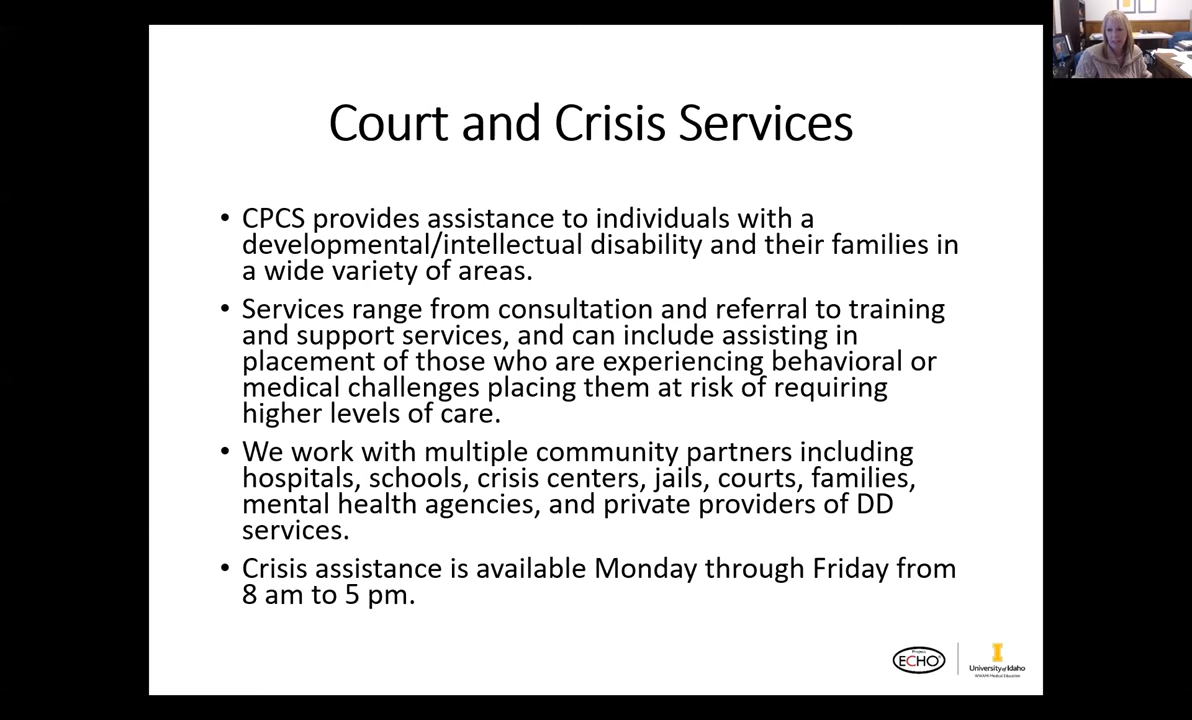 Court and Crisis Services
• CPCS provides assistance to individuals with a
developmental/intellectual disability and their families in
a wide variety of areas.
• Services range from consultation and referral to training
and support services, and can include assisting in
placement of those who are experiencing behavioral or
medical challenges placing them at risk of requiring
higher levels of care.
• We work with multiple community partners including
hospitals, schools, crisis centers, jails, courts, families,
mental health agencies, and private providers of DD
services.
• Crisis assistance is available Monday through Friday from
8 am to 5 pm.
Project
ECHO
I
University of Idaho
WWAMI Medical Education